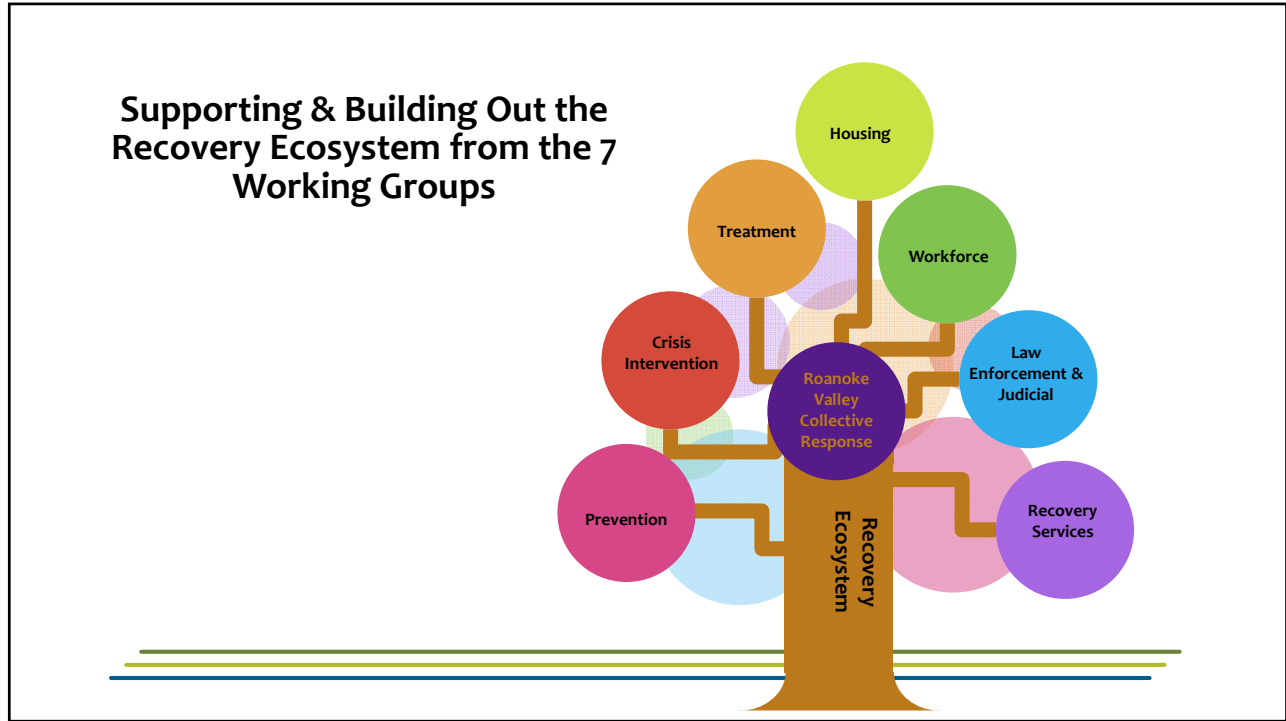 Supporting & Building Out the
Recovery Ecosystem from the 7
Working Groups
Housing
Treatment
Workforce
Crisis
Intervention
Law
Enforcement &
Judicial
Roanoke
Valley
Collective
Response
Prevention
Recovery
Services
Recovery
Ecosystem